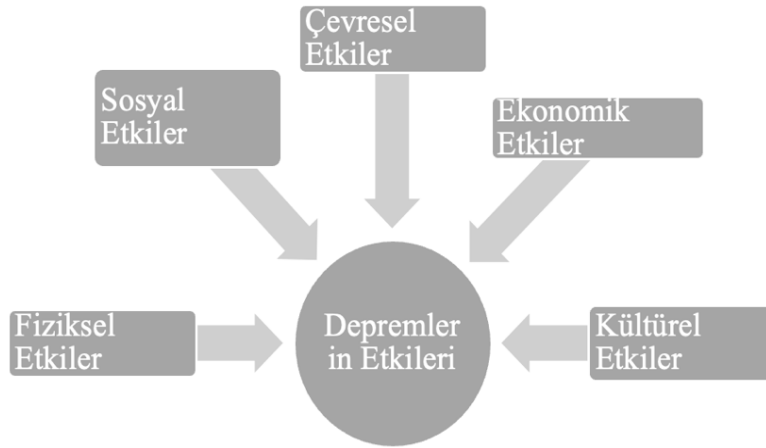 Çevresel
Etkiler
Sosyal
Etkiler
Ekonomik
Etkiler
Fiziksel
Etkiler
Depremler
in Etkileri
Kültürel
Etkiler